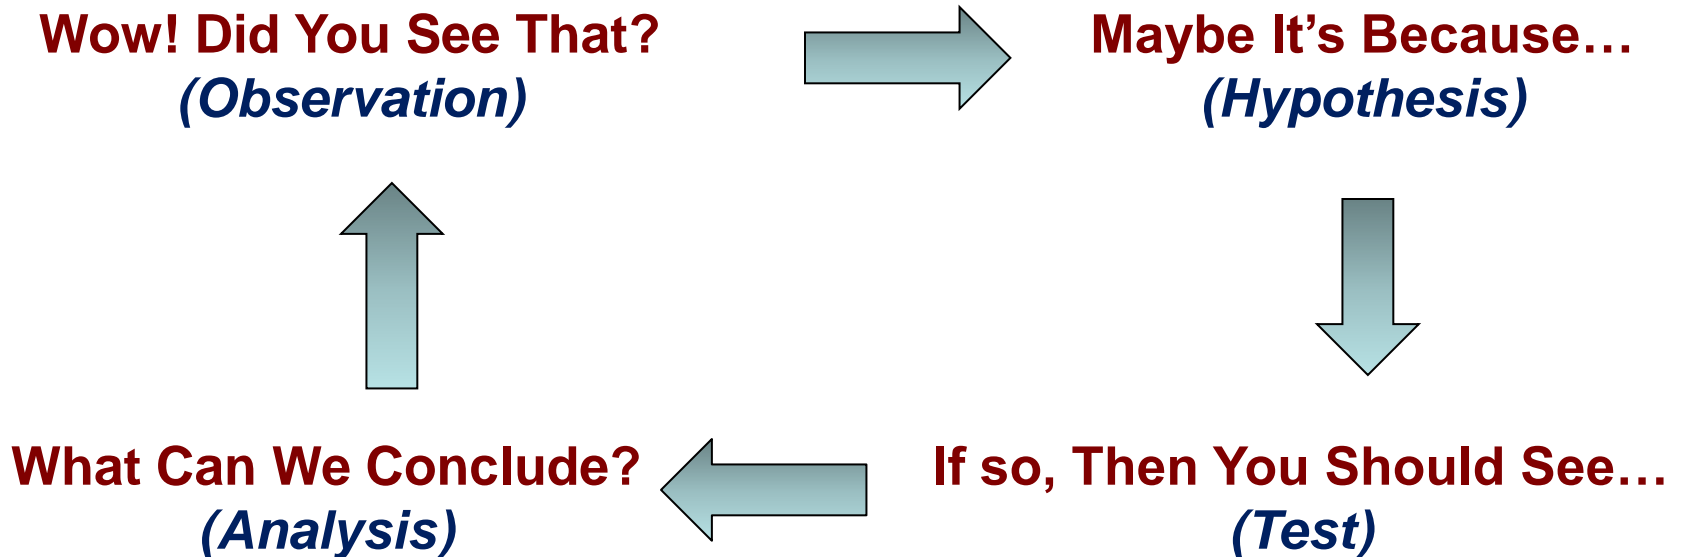 Wow! Did You See That?
(Observation)
Maybe It’s Because…
(Hypothesis)
If so, Then You Should See…
(Test)
What Can We Conclude?
(Analysis)